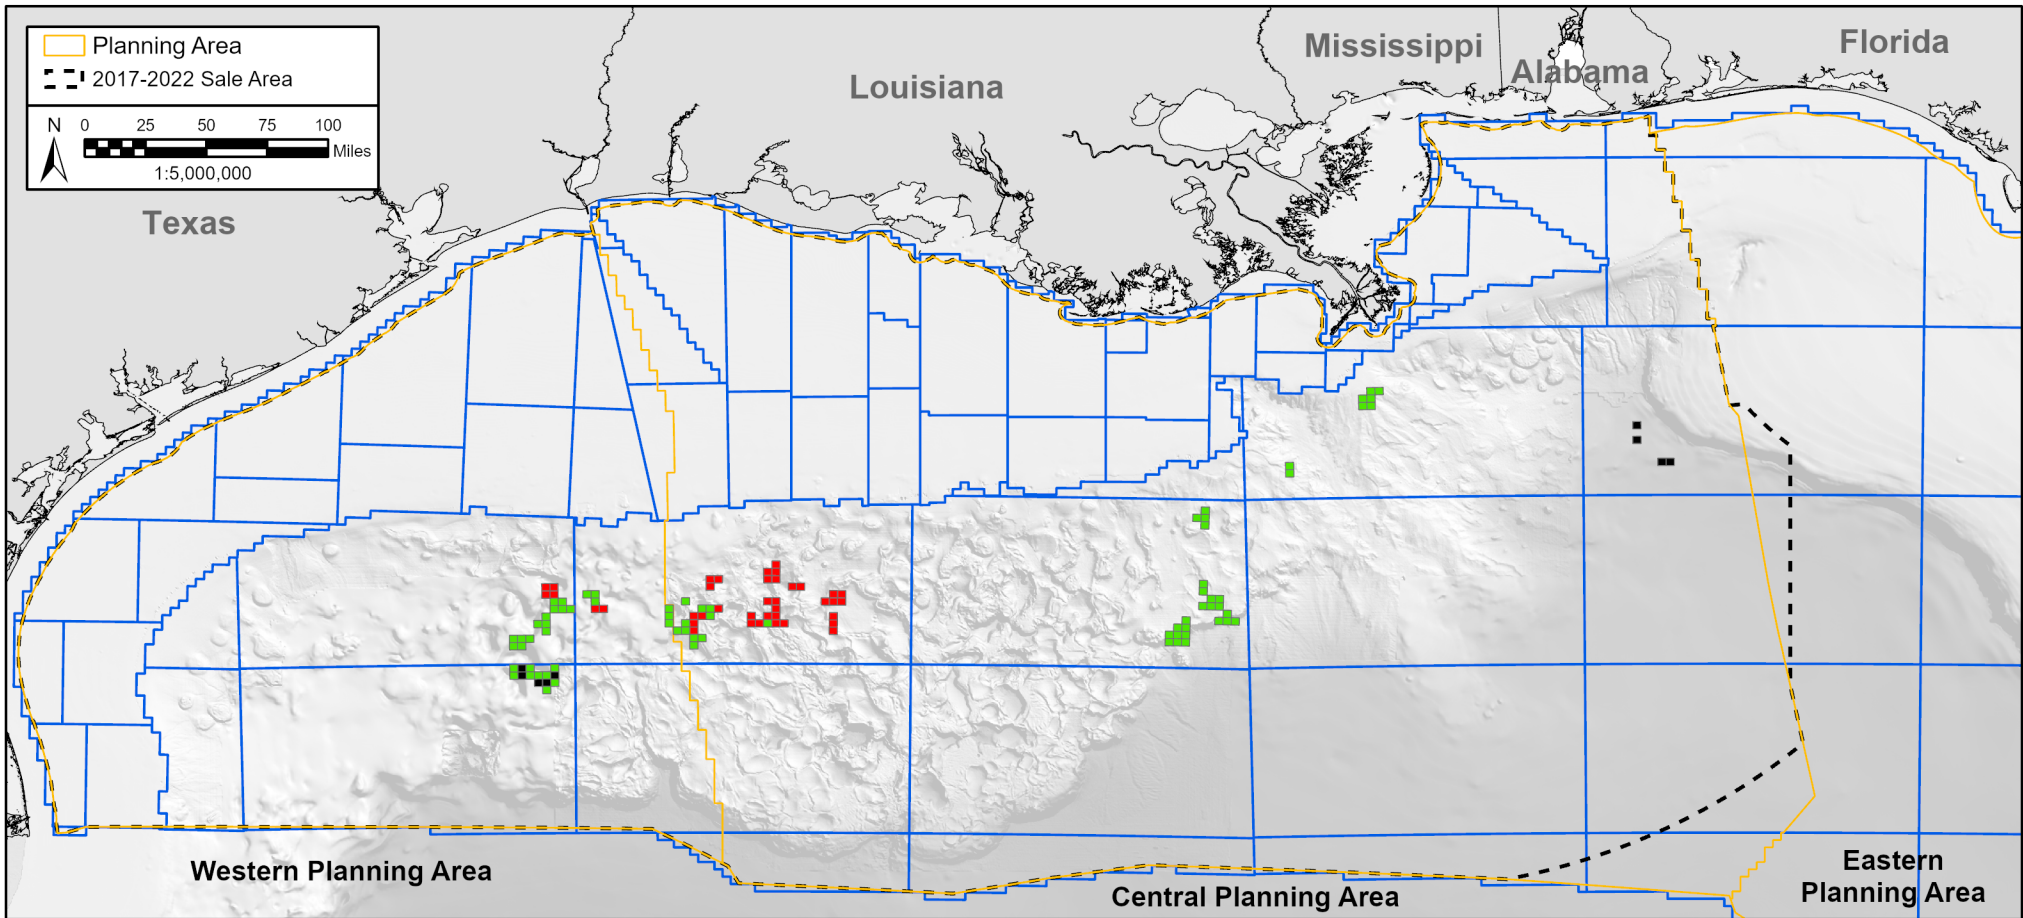 Planning Area
2017-2022 Sale Area
N 0 25 50 75 100
Miles
1:5,000,000
Texas
Louisiana
Mississippi
Alabama
Florida
Western Planning Area
Central Planning Area
Eastern
Planning Area